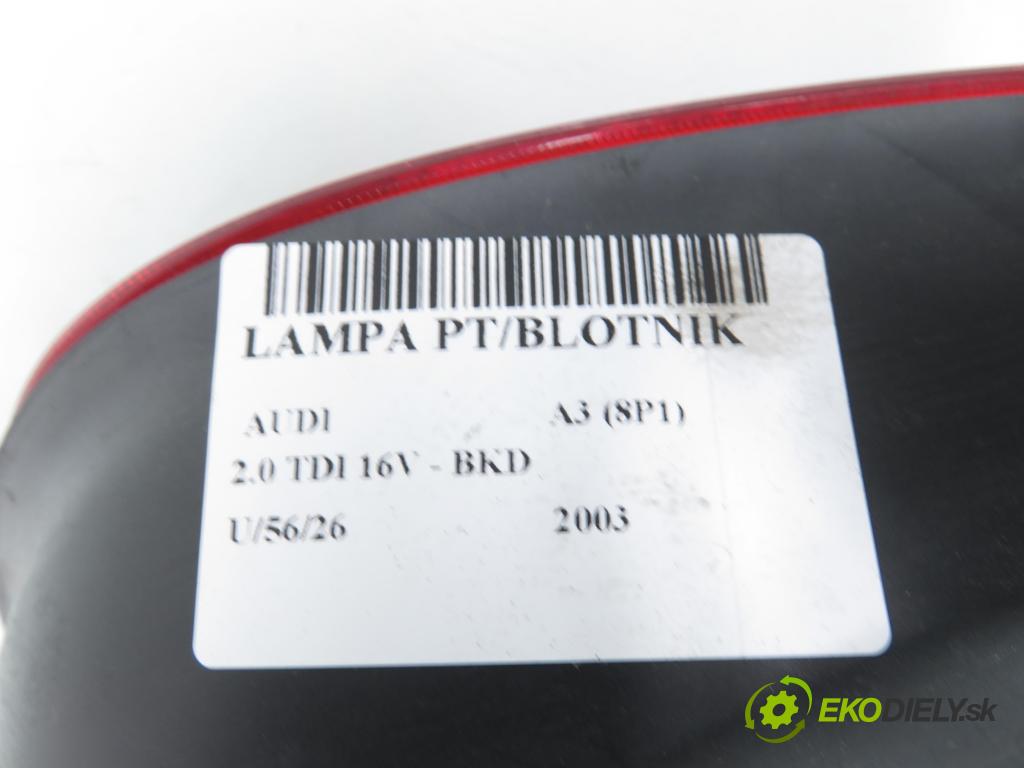 LAMPA PT/BLOTNIK
AUDI A3 (8P1)
2.0 TDI 16V - BKD
U/56/26 2003
EKODIELY.sk